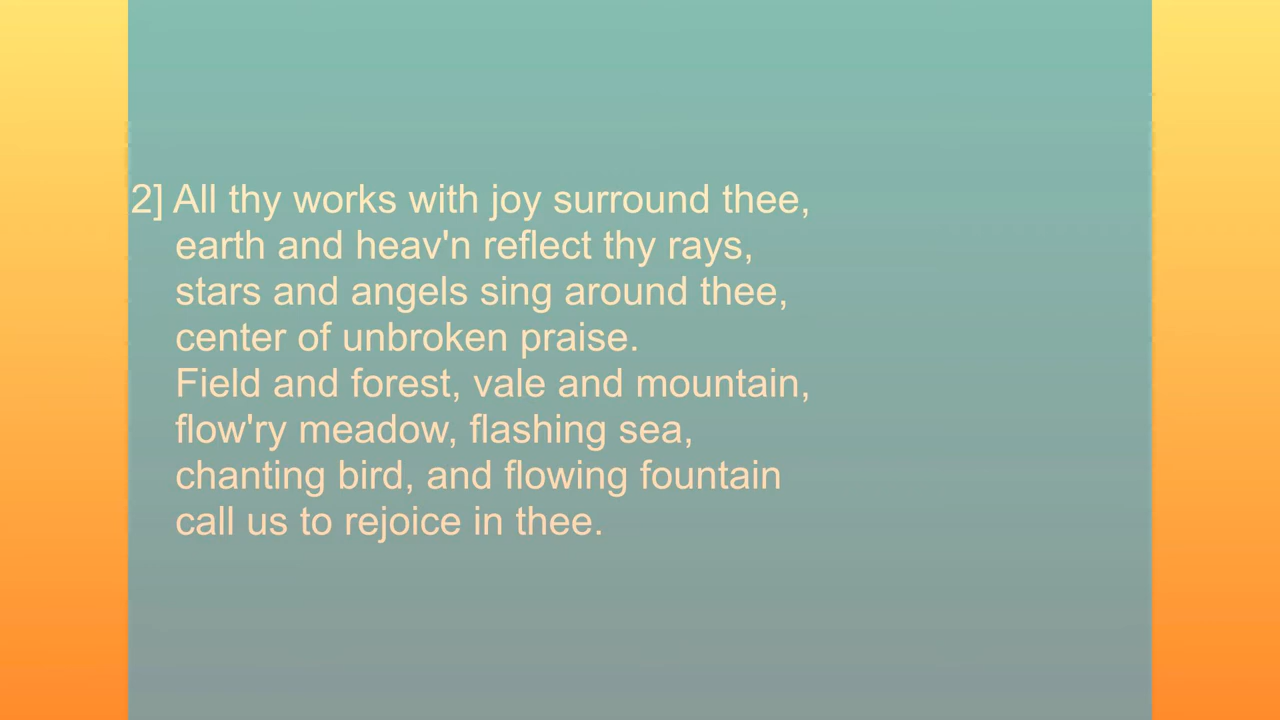 2] All thy works with joy surround thee,
earth and heav'n reflect thy rays,
stars and angels sing around thee,
center of unbroken praise.
Field and forest, vale and mountain,
flow'ry meadow, flashing sea,
chanting bird, and flowing fountain
call us to rejoice in thee.